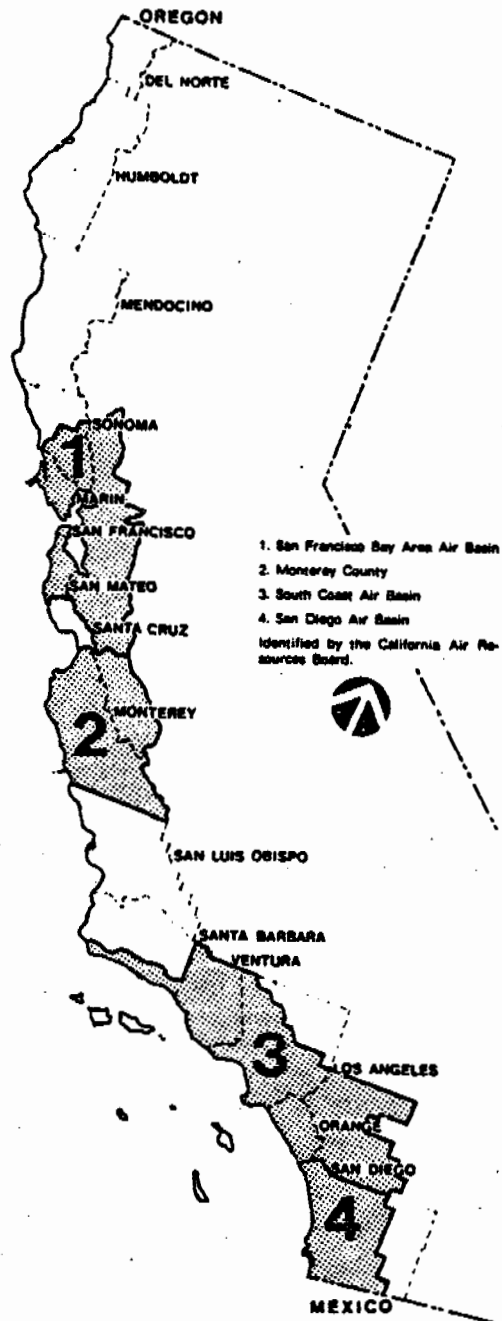 OREGON
DEL NORTE
HUMBOLDT
MENDOCINO
SONOMA
1
MARIN
SAN FRANCISCO
1. San Francisco Bay Area Air Basin
2. Monterey County
3. South Coast Air Basin
4. San Diego Air Basin
Identified by the California Air Re-
sources Board.
SAN MATEO
SANTA CRUZ
MONTEREY
2
SAN LUIS OBISPO
SANTA BARBARA
VENTURA
3
LOS ANGELES
ORANGE
SAN DIEGO
4
MEXICO